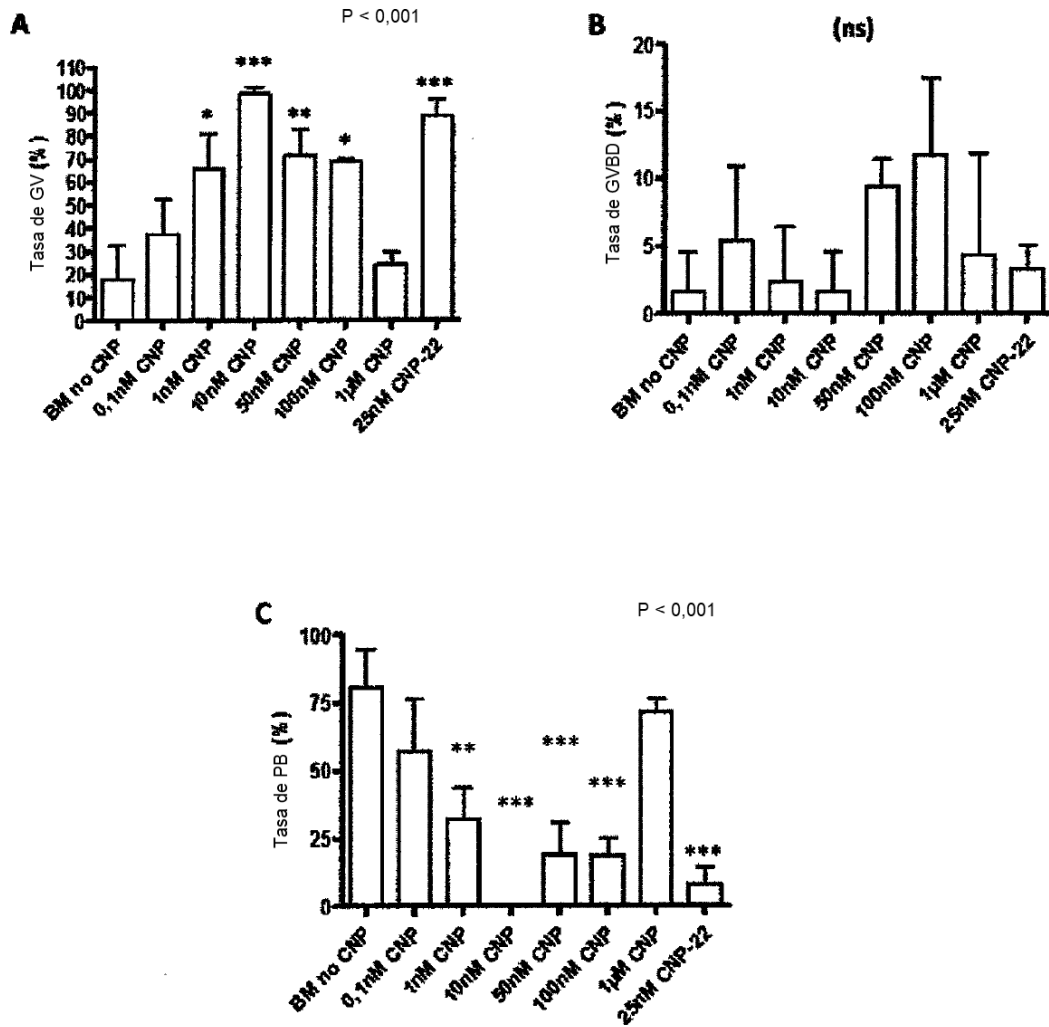 A
P < 0,001
Tasa de GV (%)
110
100
90
80
70
60
50
40
30
20
10
0
*
***
**
*
***
BM no CNP
0,1nM CNP
1nM CNP
10nM CNP
50nM CNP
100nM CNP
1µM CNP
25nM CNP-22
B
(ns)
Tasa de GVBD (%)
20
15
10
5
0
BM no CNP
0,1nM CNP
1nM CNP
10nM CNP
50nM CNP
100nM CNP
1µM CNP
25nM CNP-22
C
P < 0,001
Tasa de PB (%)
100
75
50
25
0
**
***
***
***
***
BM no CNP
0,1nM CNP
1nM CNP
10nM CNP
50nM CNP
100nM CNP
1µM CNP
25nM CNP-22